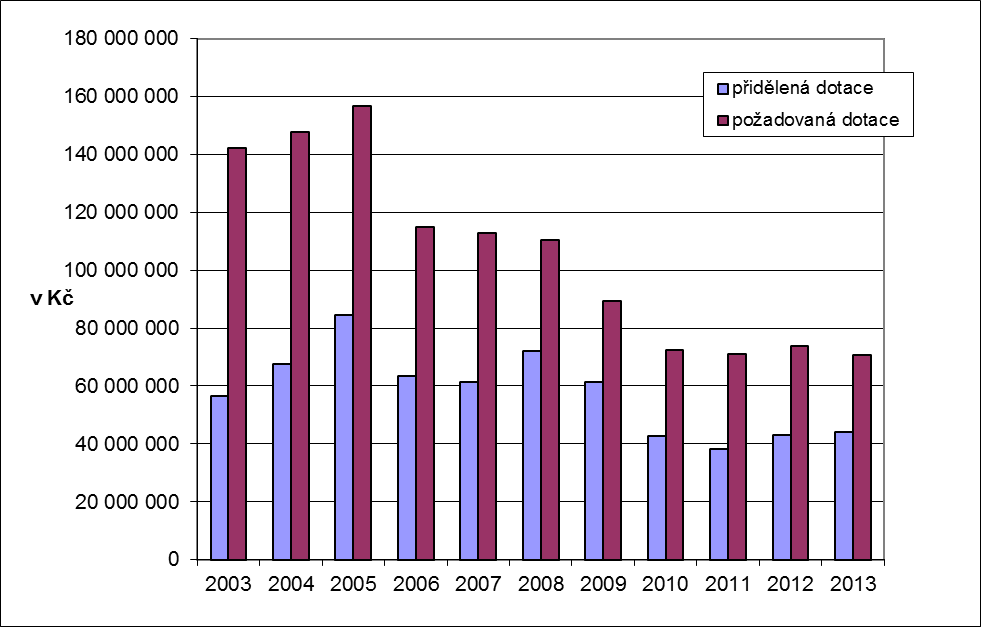 180 000 000
160 000 000
140 000 000
120 000 000
100 000 000
80 000 000
60 000 000
40 000 000
20 000 000
0
v Kč
přidělená dotace
požadovaná dotace
2003 2004 2005 2006 2007 2008 2009 2010 2011 2012 2013